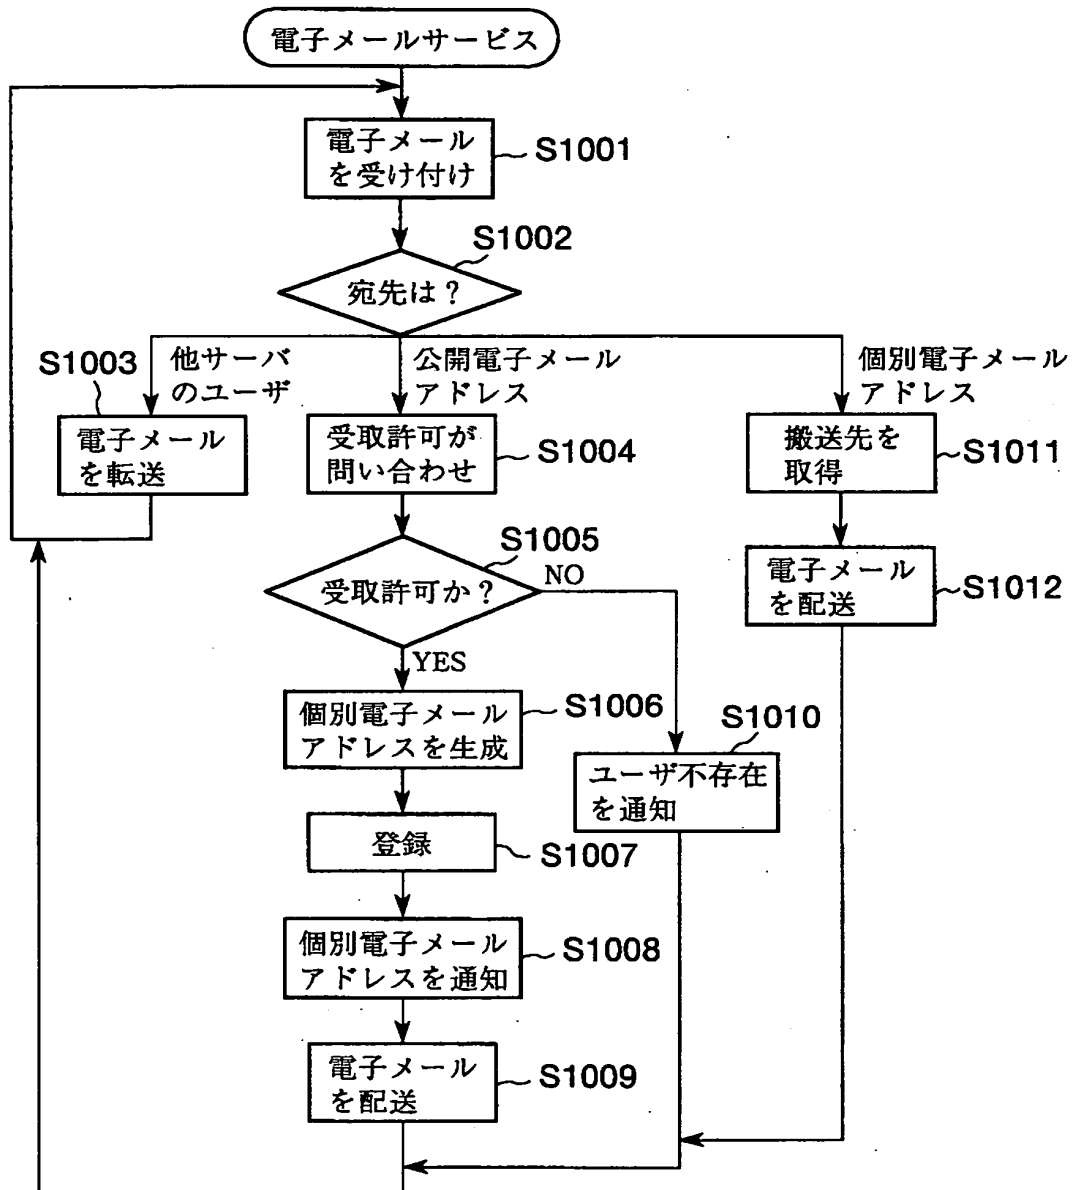 電子メールサービス
電子メール
を受け付け
S1001
S1002
宛先は？
S1003
他サーバ
のユーザ
公開電子メール
アドレス
個別電子メール
アドレス
電子メール
を転送
受取許可が
問い合わせ
S1004
搬送先を
取得
S1011
S1005
受取許可か？
NO
YES
電子メール
を配送
S1012
個別電子メール
アドレスを生成
S1006
S1010
ユーザ不存在
を通知
登録
S1007
個別電子メール
アドレスを通知
S1008
電子メール
を配送
S1009